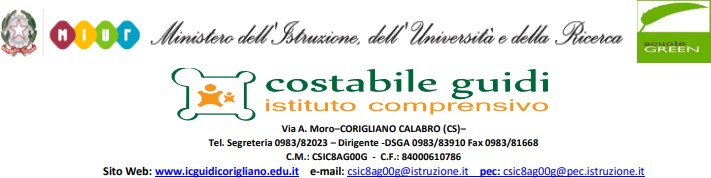 miur Ministero dell'Istruzione, dell'Università e della Ricerca
scuole
GREEN
costabile guidi
istituto comprensivo
Via A. Moro–CORIGLIANO CALABRO (CS)–
Tel. Segreteria 0983/82023 – Dirigente -DSGA 0983/83910 Fax 0983/81668
C.M.: CSIC8AG00G - C.F.: 84000610786
Sito Web: www.icguidicorigliano.edu.it e-mail: csic8ag00g@istruzione.it pec: csic8ag00g@pec.istruzione.it